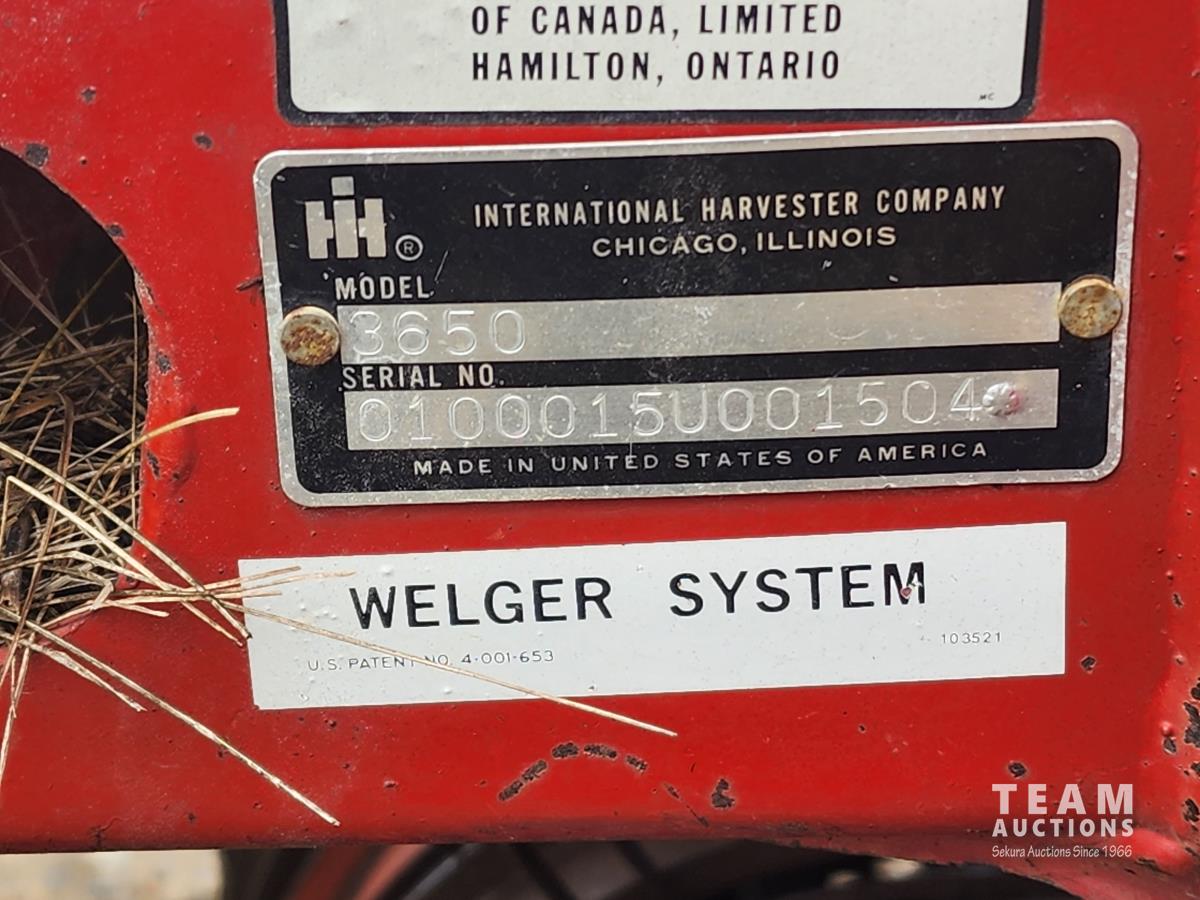 OF CANADA, LIMITED
HAMILTON, ONTARIO
MC
IH ®
INTERNATIONAL HARVESTER COMPANY
CHICAGO, ILLINOIS
MODEL
3650
SERIAL NO.
0100015U001504
MADE IN UNITED STATES OF AMERICA
WELGER SYSTEM
U.S. PATENT NO. 4-001-653
103521
TEAM
AUCTIONS
Sekura Auctions Since 1966